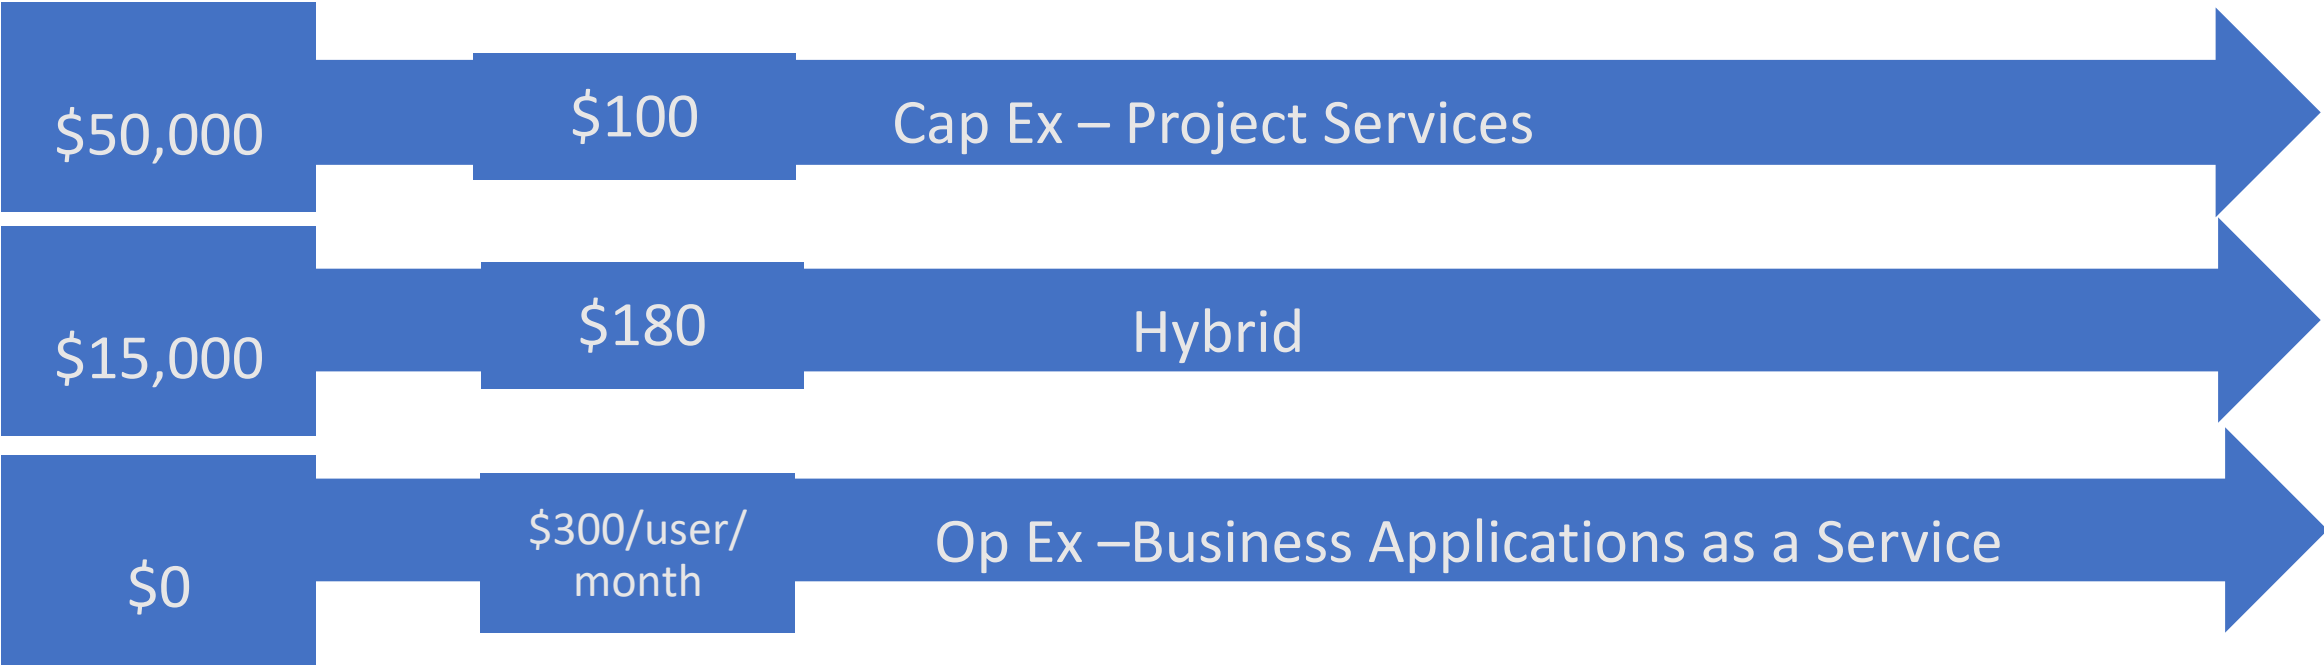 $50,000
$100
Cap Ex – Project Services
$15,000
$180
Hybrid
$0
$300/user/
month
Op Ex –Business Applications as a Service